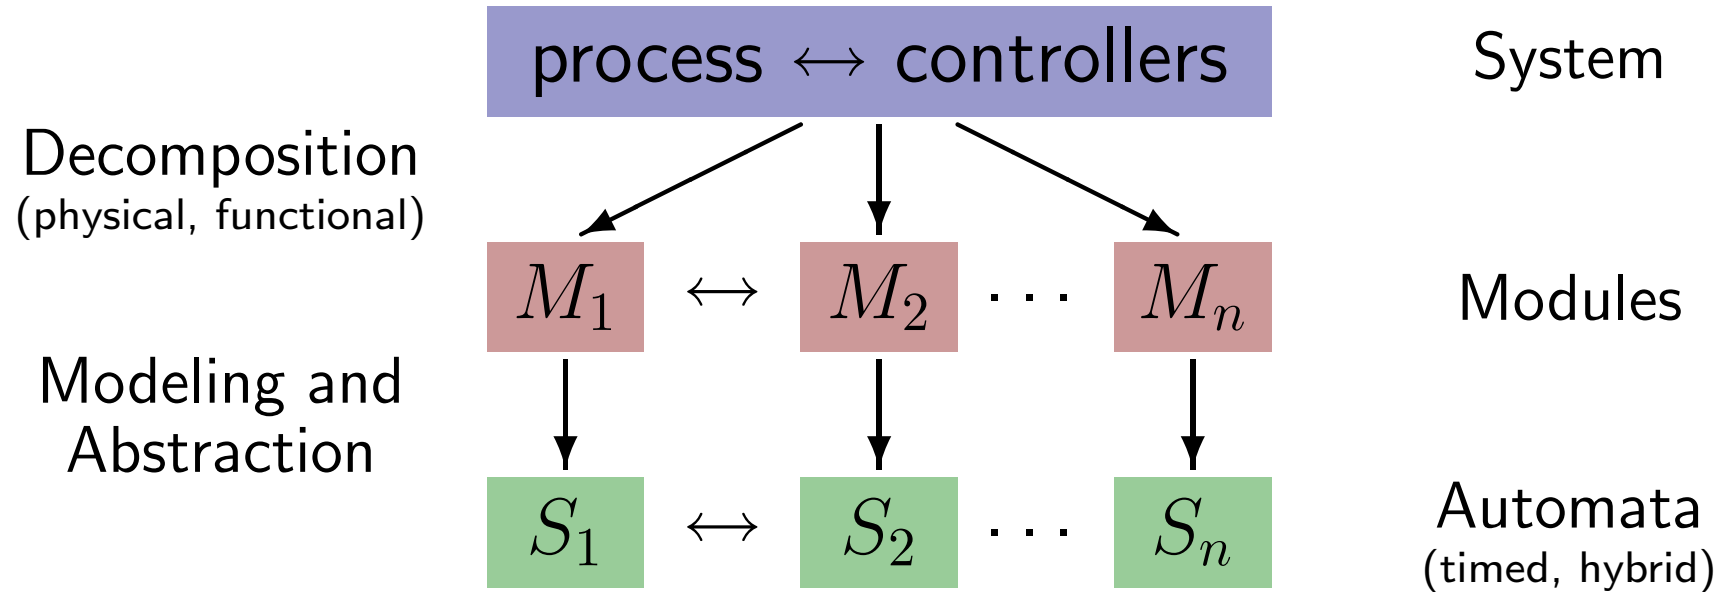 process ↔ controllers
System
Decomposition
(physical, functional)
M₁ ↔ M₂ · · · Mₙ
Modules
Modeling and
Abstraction
S₁ ↔ S₂ · · · Sₙ
Automata
(timed, hybrid)